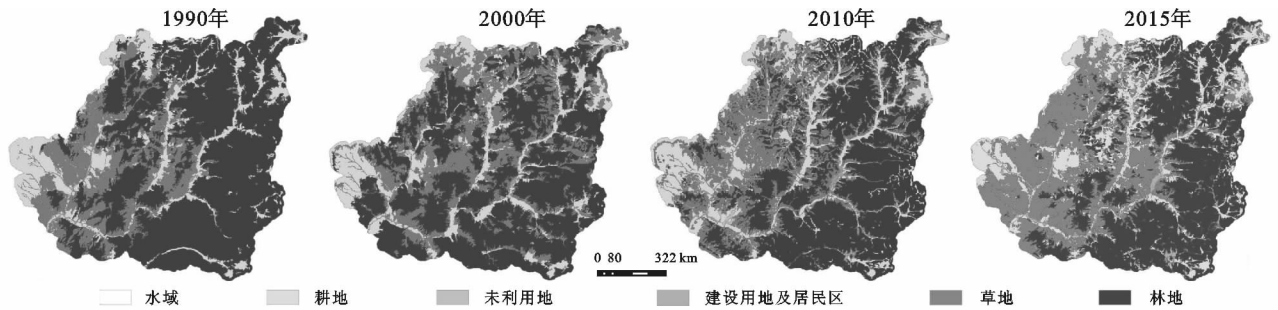 1990年
2000年
2010年
2015年
0 80 322 km
水域
耕地
未利用地
建设用地及居民区
草地
林地